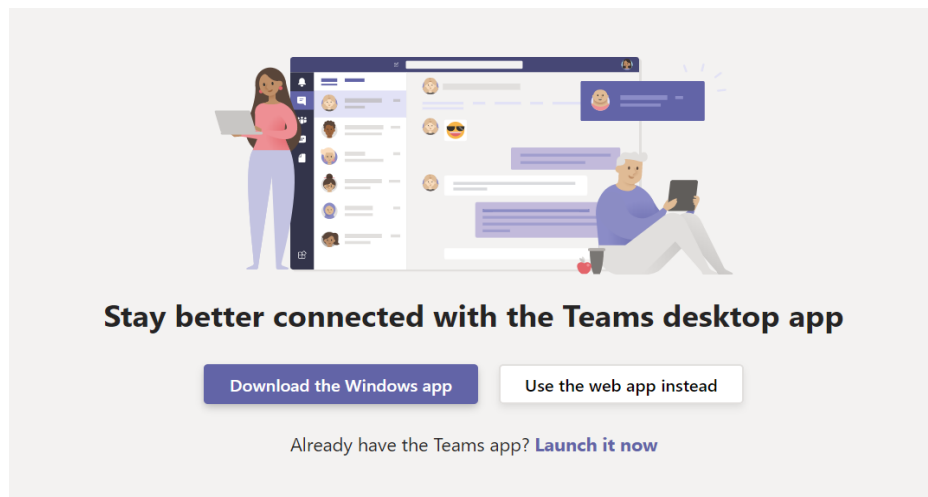 Stay better connected with the Teams desktop app
Download the Windows app
Use the web app instead
Already have the Teams app? Launch it now